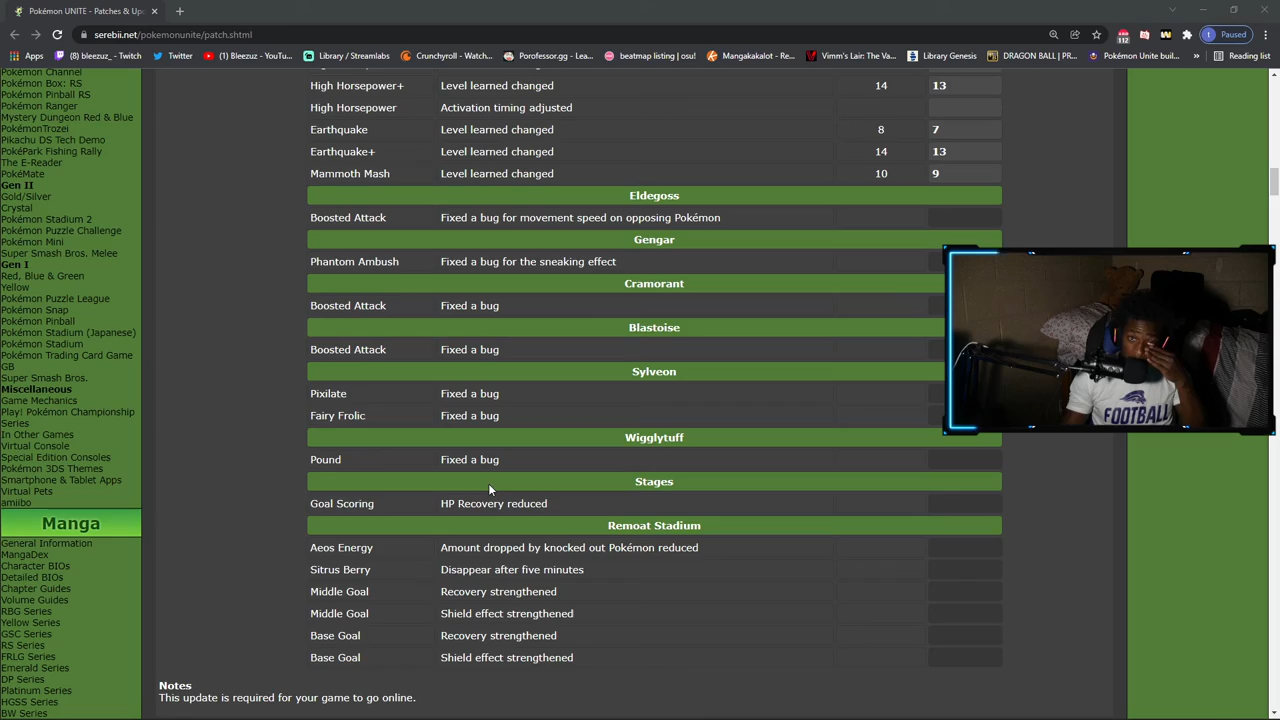 Pokémon UNITE - Patches & Up
serebii.net/pokemonunite/patch.shtml
112
t
Paused
Apps
(2) bleezuz_ - Twitch
Twitter
(1) Bleezuz - YouTu...
Library / Streamlabs
Crunchyroll - Watch...
Porofessor.gg - Lea...
beatmap listing | osu!
Mangakakalot - Re...
Vimm's Lair: The Va...
Library Genesis
DRAGON BALL | PR...
Pokémon Unite buil...
Reading list
Pokémon Channel
Pokémon Box: RS
Pokémon Pinball RS
Pokémon Ranger
Mystery Dungeon Red & Blue
PokémonTrozei
Pikachu DS Tech Demo
PokéPark Fishing Rally
The E-Reader
PokéMate
Gen II
Gold/Silver
Crystal
Pokémon Stadium 2
Pokémon Puzzle Challenge
Pokémon Mini
Super Smash Bros. Melee
Gen I
Red, Blue & Green
Yellow
Pokémon Puzzle League
Pokémon Snap
Pokémon Pinball
Pokémon Stadium (Japanese)
Pokémon Stadium
Pokémon Trading Card Game
GB
Super Smash Bros.
Miscellaneous
Game Mechanics
Play! Pokémon Championship
Series
In Other Games
Virtual Console
Special Edition Consoles
Pokémon 3DS Themes
Smartphone & Tablet Apps
Virtual Pets
amiibo
Manga
General Information
MangaDex
Character BIOs
Detailed BIOs
Chapter Guides
Volume Guides
RBG Series
Yellow Series
GSC Series
RS Series
FRLG Series
Emerald Series
DP Series
Platinum Series
HGSS Series
BW Series
High Horsepower+ Level learned changed 14 13
High Horsepower Activation timing adjusted
Earthquake Level learned changed 8 7
Earthquake+ Level learned changed 14 13
Mammoth Mash Level learned changed 10 9
Eldegoss
Boosted Attack Fixed a bug for movement speed on opposing Pokémon
Gengar
Phantom Ambush Fixed a bug for the sneaking effect
Cramorant
Boosted Attack Fixed a bug
Blastoise
Boosted Attack Fixed a bug
Sylveon
Pixilate Fixed a bug
Fairy Frolic Fixed a bug
Wigglytuff
Pound Fixed a bug
Stages
Goal Scoring HP Recovery reduced
Remoat Stadium
Aeos Energy Amount dropped by knocked out Pokémon reduced
Sitrus Berry Disappear after five minutes
Middle Goal Recovery strengthened
Middle Goal Shield effect strengthened
Base Goal Recovery strengthened
Base Goal Shield effect strengthened
Notes
This update is required for your game to go online.
FOOTBALL